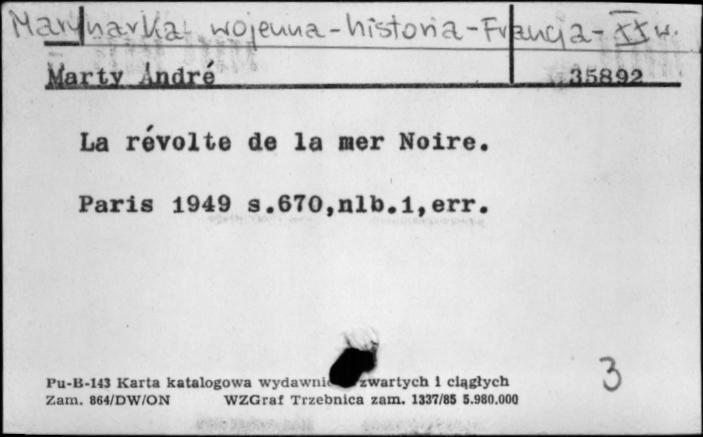 Marynarka wojenna - historia - Francja - XX w.
Marty André 35892
La révolte de la mer Noire.
Paris 1949 s.670,nlb.1,err.
3
Pu-B-143 Karta katalogowa wydawni zwartych i ciągłych
Zam. 864/DW/ON WZGraf Trzebnica zam. 1337/85 5.980.000